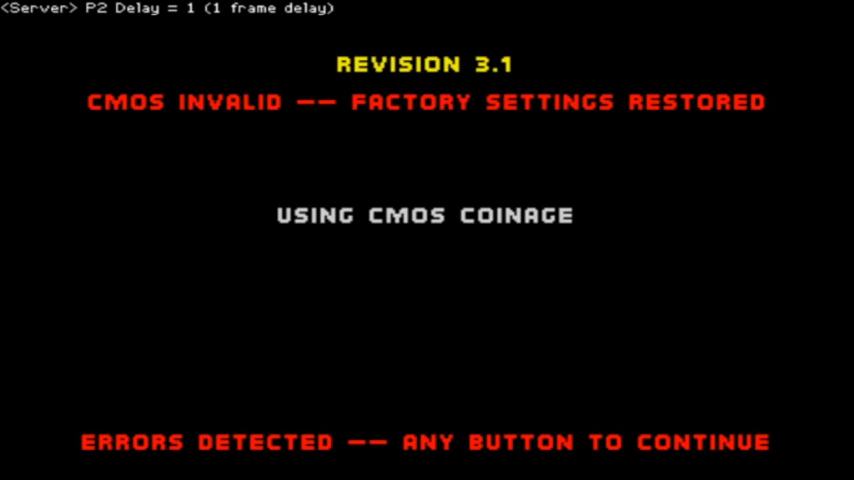 <Server> P2 Delay = 1 (1 frame delay)
REVISION 3.1
CMOS INVALID -- FACTORY SETTINGS RESTORED
USING CMOS COINAGE
ERRORS DETECTED -- ANY BUTTON TO CONTINUE